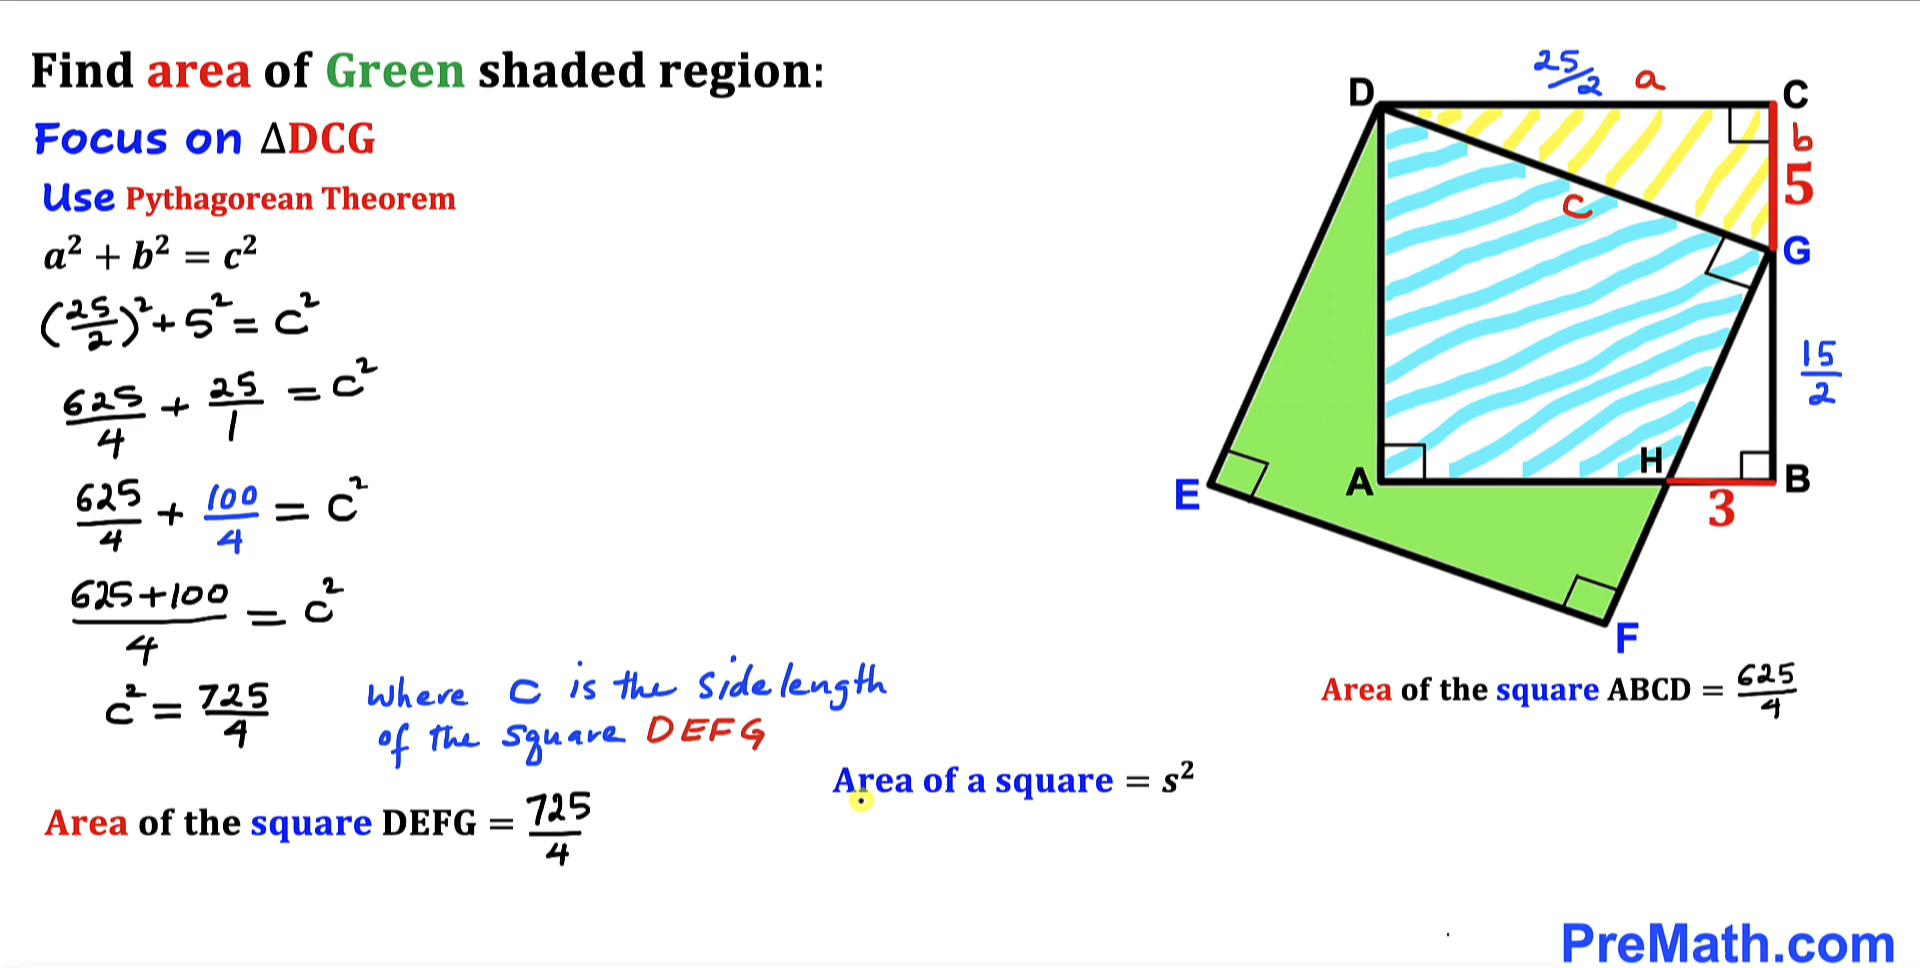 Find area of Green shaded region:
Focus on ΔDCG
Use Pythagorean Theorem
a² + b² = c²
(25/2)² + 5² = c²
625/4 + 25/1 = c²
625/4 + 100/4 = c²
625+100/4 = c²
c² = 725/4
where c is the side length
of the square DEFG
Area of a square = s²
Area of the square DEFG = 725/4
25/2 a
D
C
b
5
c
G
15/2
H
E
A
B
3
F
Area of the square ABCD = 625/4
PreMath.com